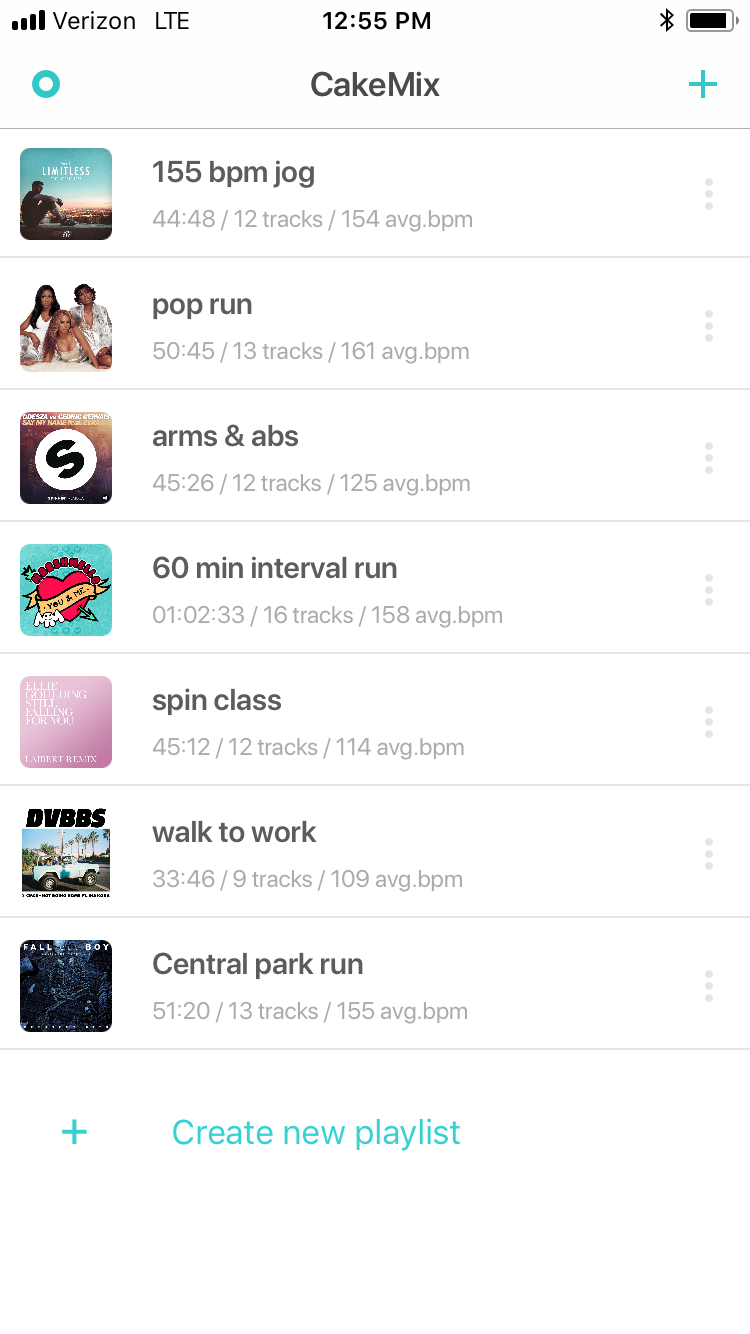 Verizon LTE 12:55 PM
CakeMix
LIMITLESS
155 bpm jog
44:48 / 12 tracks / 154 avg.bpm
pop run
50:45 / 13 tracks / 161 avg.bpm
ODESZA vs CEDRIC GERVAIS
SAY MY NAME feat. ZYRA
arms & abs
45:26 / 12 tracks / 125 avg.bpm
MARSHMELLO
YOU & ME
60 min interval run
01:02:33 / 16 tracks / 158 avg.bpm
ELLIE
GOULDING
STILL
FALLING
FOR YOU
LAIBERT REMIX
spin class
45:12 / 12 tracks / 114 avg.bpm
DVBBS
walk to work
33:46 / 9 tracks / 109 avg.bpm
FALL BOY
Central park run
51:20 / 13 tracks / 155 avg.bpm
+ Create new playlist